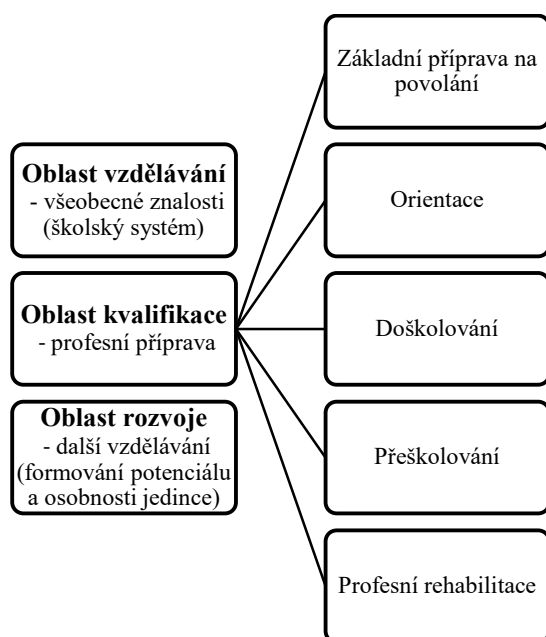 Oblast vzdělávání
- všeobecné znalosti
(školský systém)
Oblast kvalifikace
- profesní příprava
Oblast rozvoje
- další vzdělávání
(formování potenciálu
a osobnosti jedince)
Základní příprava na
povolání
Orientace
Doškolování
Přeškolování
Profesní rehabilitace